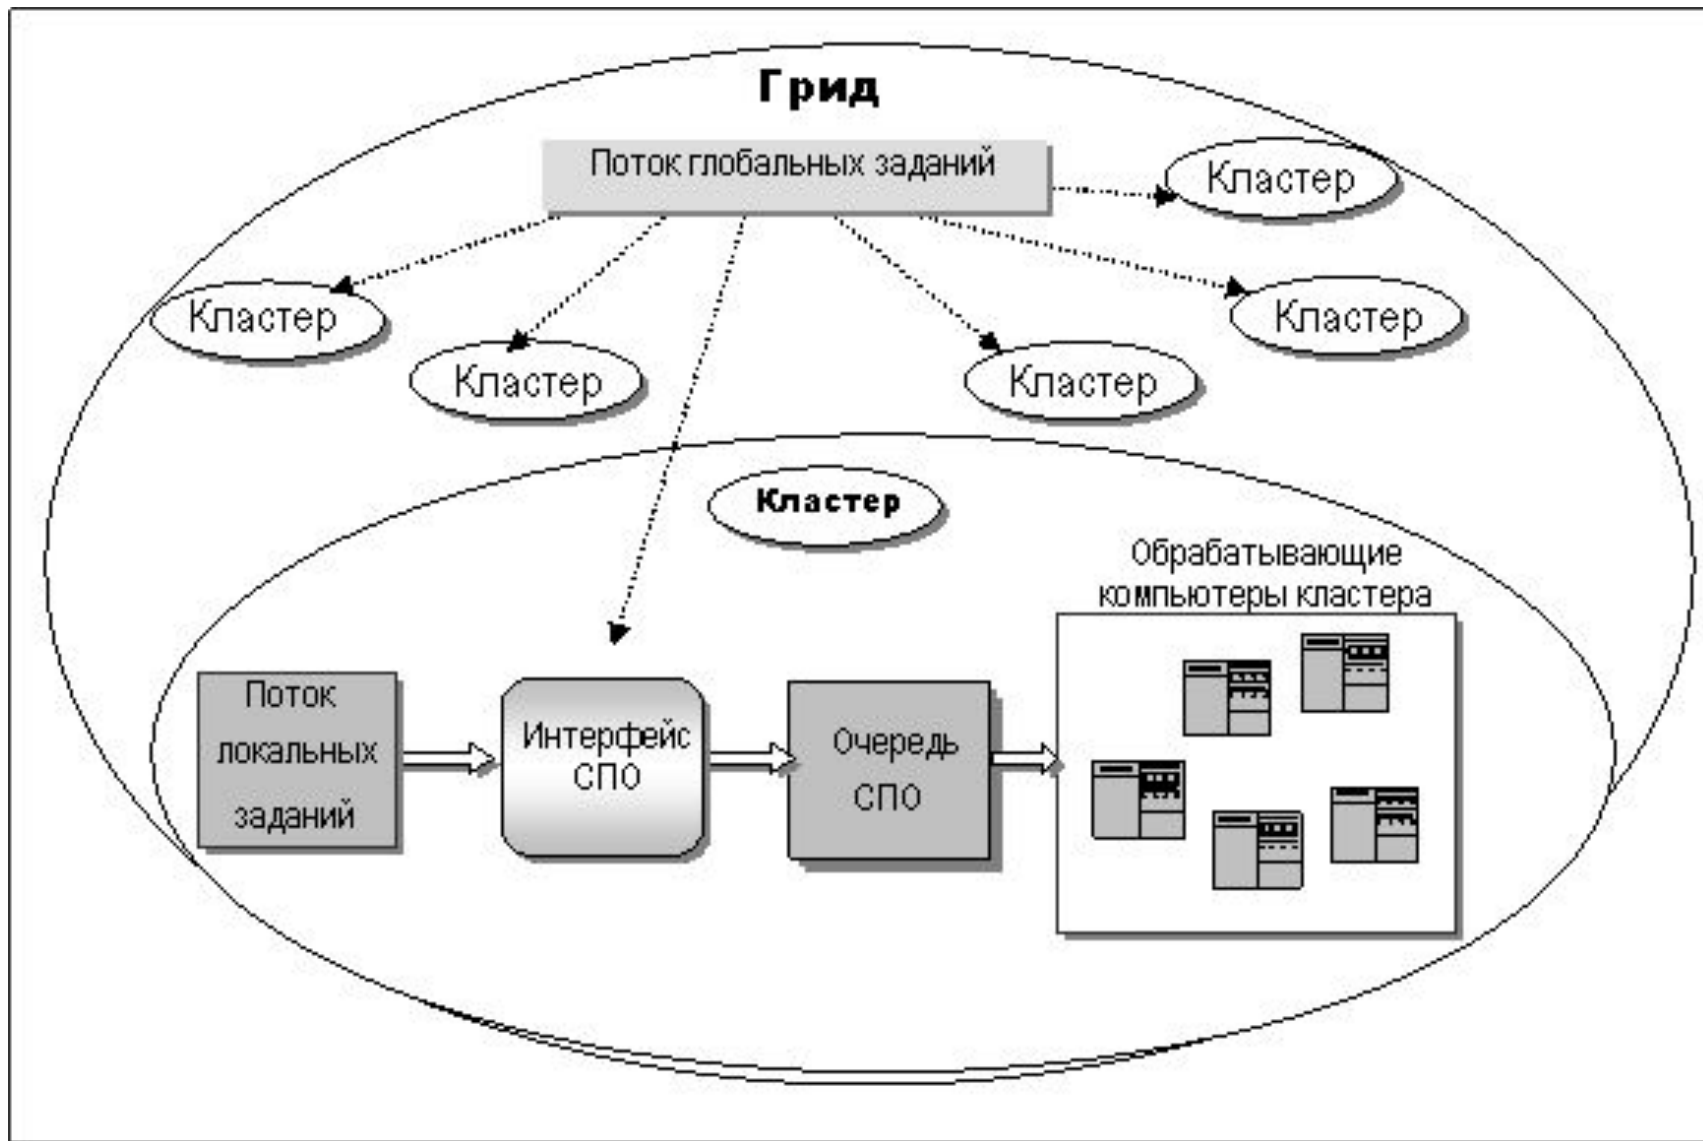 Грид
Поток глобальных заданий
Кластер
Кластер
Кластер
Кластер
Кластер
Кластер
Обрабатывающие
компьютеры кластера
Поток
локальных
заданий
Интерфейс
СПО
Очередь
СПО